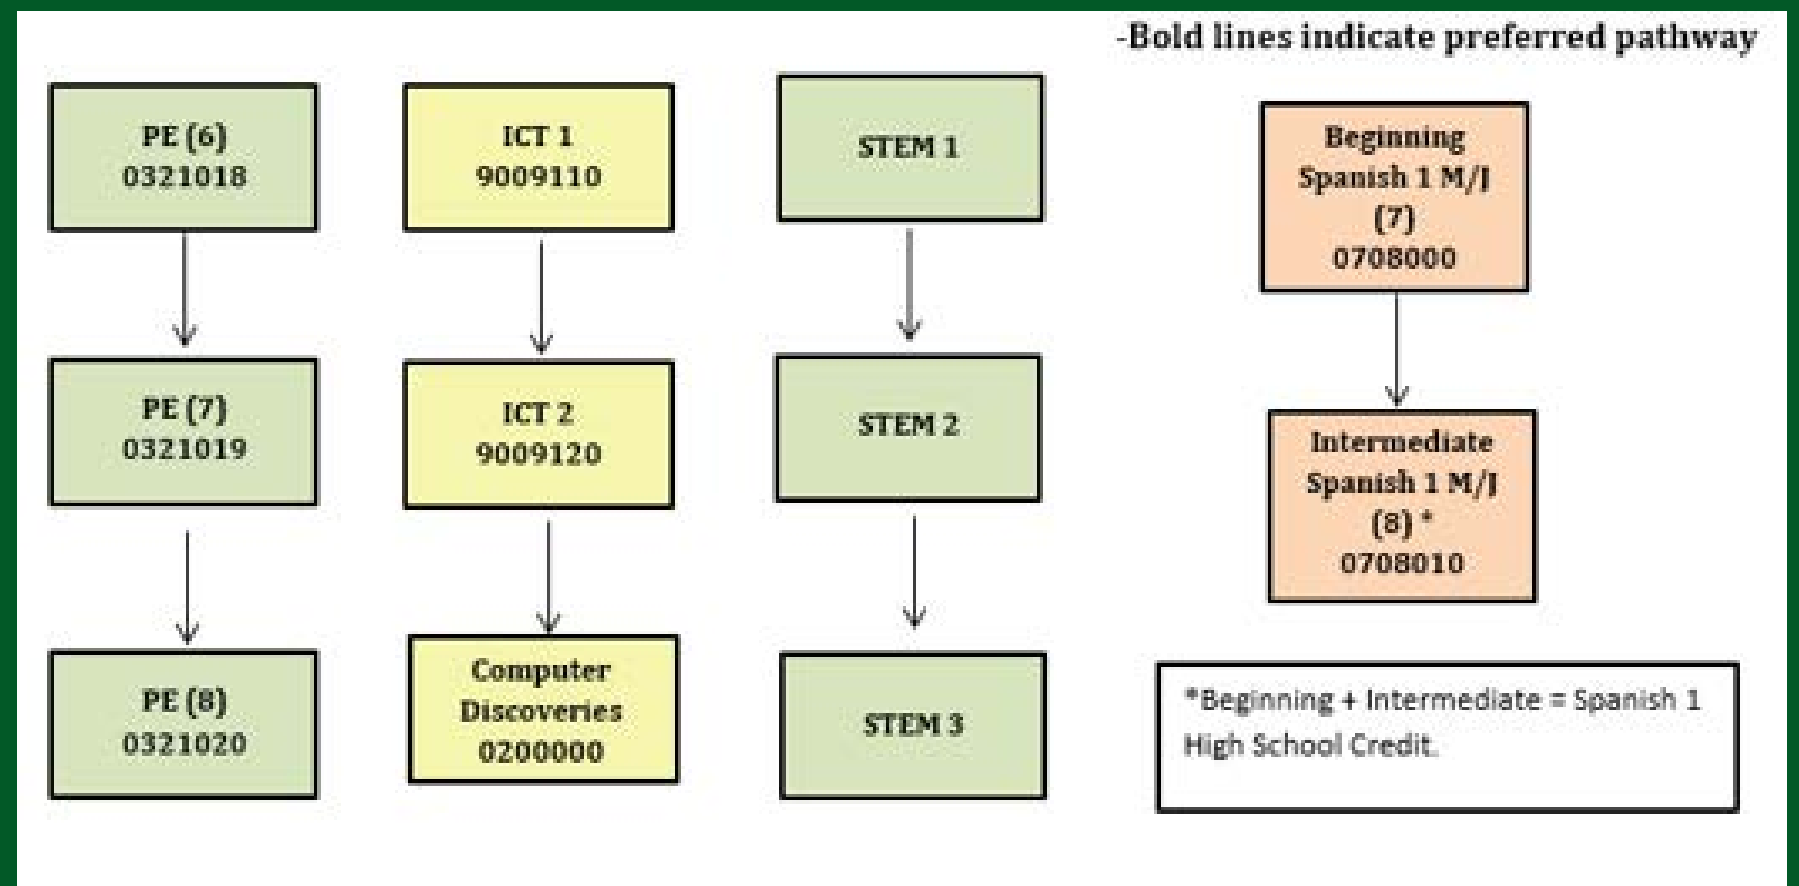 -Bold lines indicate preferred pathway
PE (6)
0321018
ICT 1
9009110
STEM 1
Beginning
Spanish 1 M/J
(7)
0708000
PE (7)
0321019
ICT 2
9009120
STEM 2
Intermediate
Spanish 1 M/J
(8) *
0708010
PE (8)
0321020
Computer
Discoveries
0200000
STEM 3
*Beginning + Intermediate = Spanish 1
High School Credit.